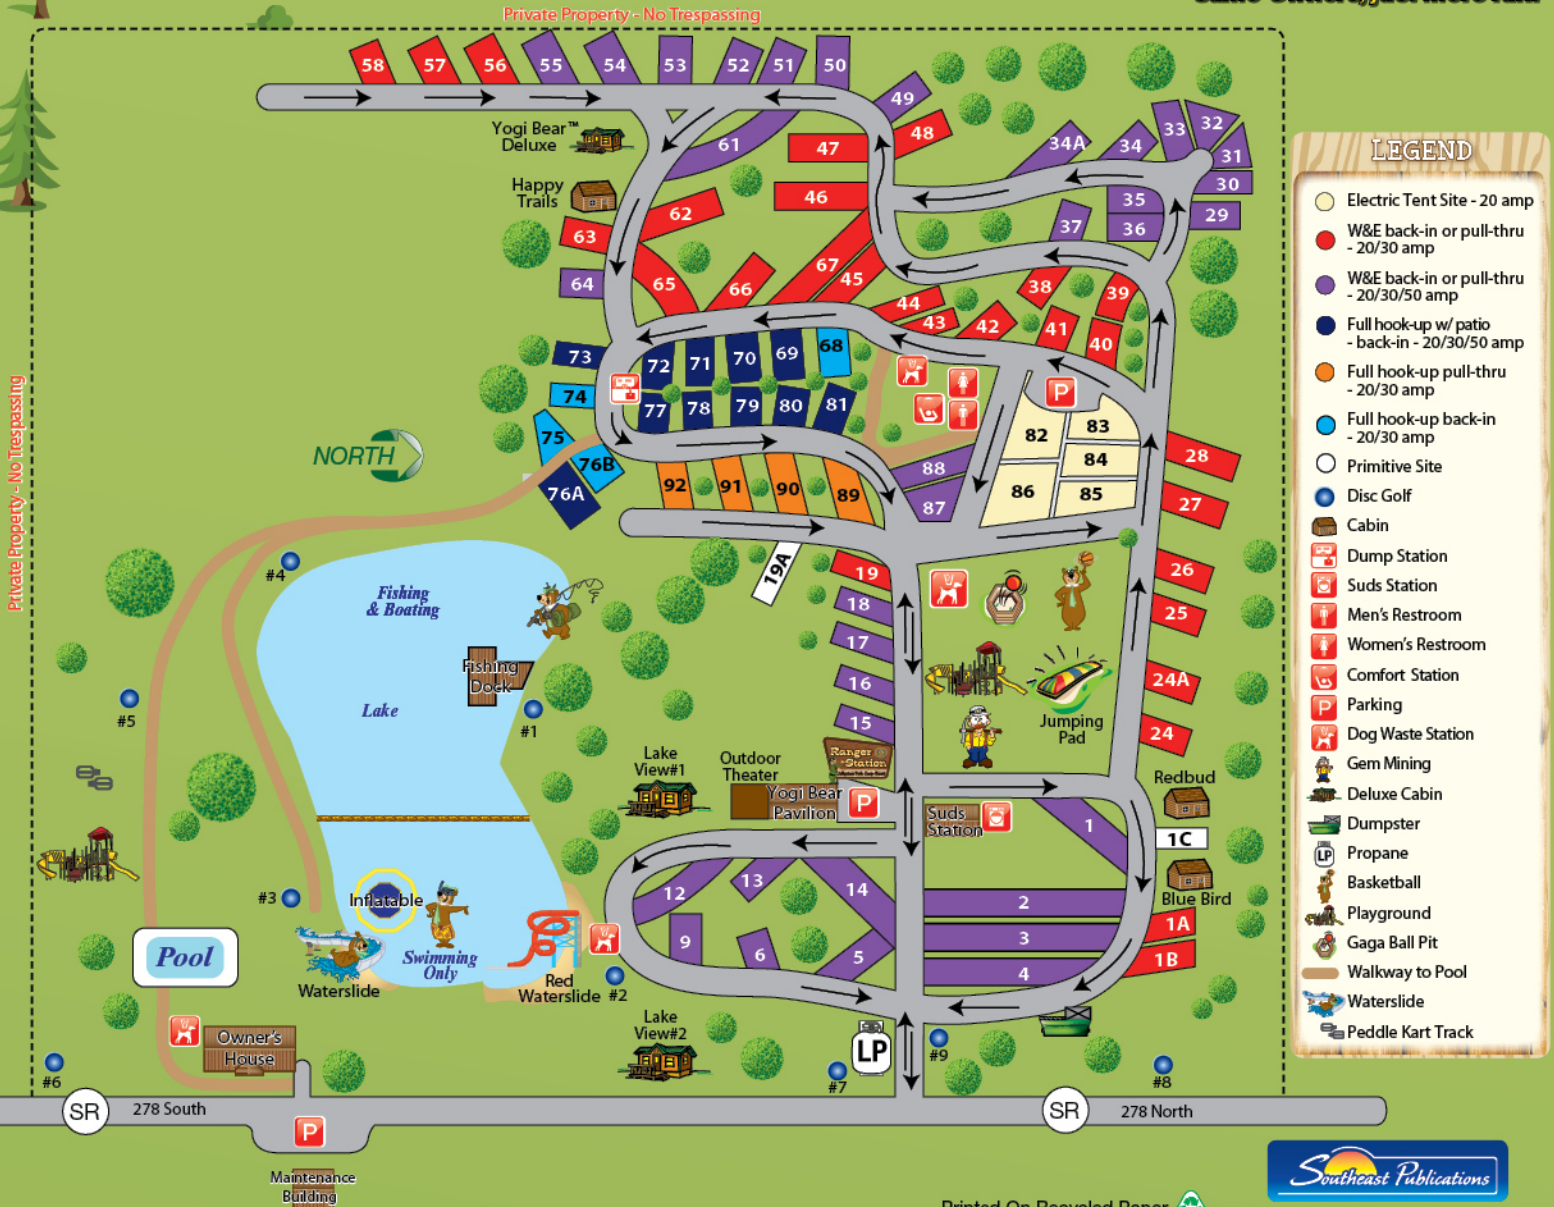 Private Property - No Trespassing
58
57
56
55
54
53
52
51
50
49
48
47
46
61
Yogi Bear™
Deluxe
Happy
Trails
62
63
64
65
66
67
45
44
43
42
41
40
39
38
37
36
35
34A
34
33
32
31
30
29
73
74
75
76B
76A
72
71
70
69
68
77
78
79
80
81
P
82
83
84
85
86
88
87
92
91
90
89
28
27
26
25
24A
24
NORTH
Private Property - No Trespassing
19A
19
18
17
16
15
#4
Fishing
& Boating
Fishing
Dock
Lake
#1
#5
Jumping
Pad
Ranger
Station
Lake
View#1
Outdoor
Theater
Yogi Bear
Pavilion
P
Suds
Station
Redbud
1C
Blue Bird
1
2
3
4
1A
1B
12
13
14
9
6
5
#3
Inflatable
Swimming
Only
Waterslide
Red
Waterslide
#2
Pool
Owner's
House
#6
Lake
View#2
LP
#7
#9
#8
SR
278 South
P
SR
278 North
Maintenance
Building
LEGEND
Electric Tent Site - 20 amp
W&E back-in or pull-thru
- 20/30 amp
W&E back-in or pull-thru
- 20/30/50 amp
Full hook-up w/ patio
- back-in - 20/30/50 amp
Full hook-up pull-thru
- 20/30 amp
Full hook-up back-in
- 20/30 amp
Primitive Site
Disc Golf
Cabin
Dump Station
Suds Station
Men's Restroom
Women's Restroom
Comfort Station
P Parking
Dog Waste Station
Gem Mining
Deluxe Cabin
Dumpster
LP Propane
Basketball
Playground
Gaga Ball Pit
Walkway to Pool
Waterslide
Peddle Kart Track
Southeast Publications
Printed On Recycled Paper